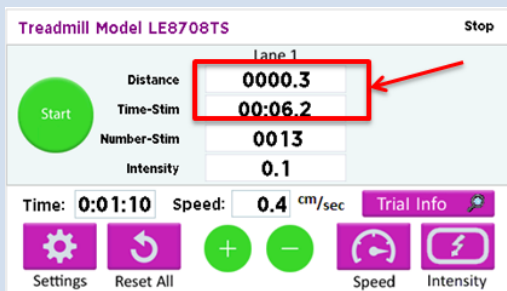 Treadmill Model LE8708TS Stop
Lane 1
Distance 0000.3
Start Time-Stim 00:06.2
Number-Stim 0013
Intensity 0.1
Time: 0:01:10 Speed: 0.4 cm/sec Trial Info
+ −
Settings Reset All Speed Intensity